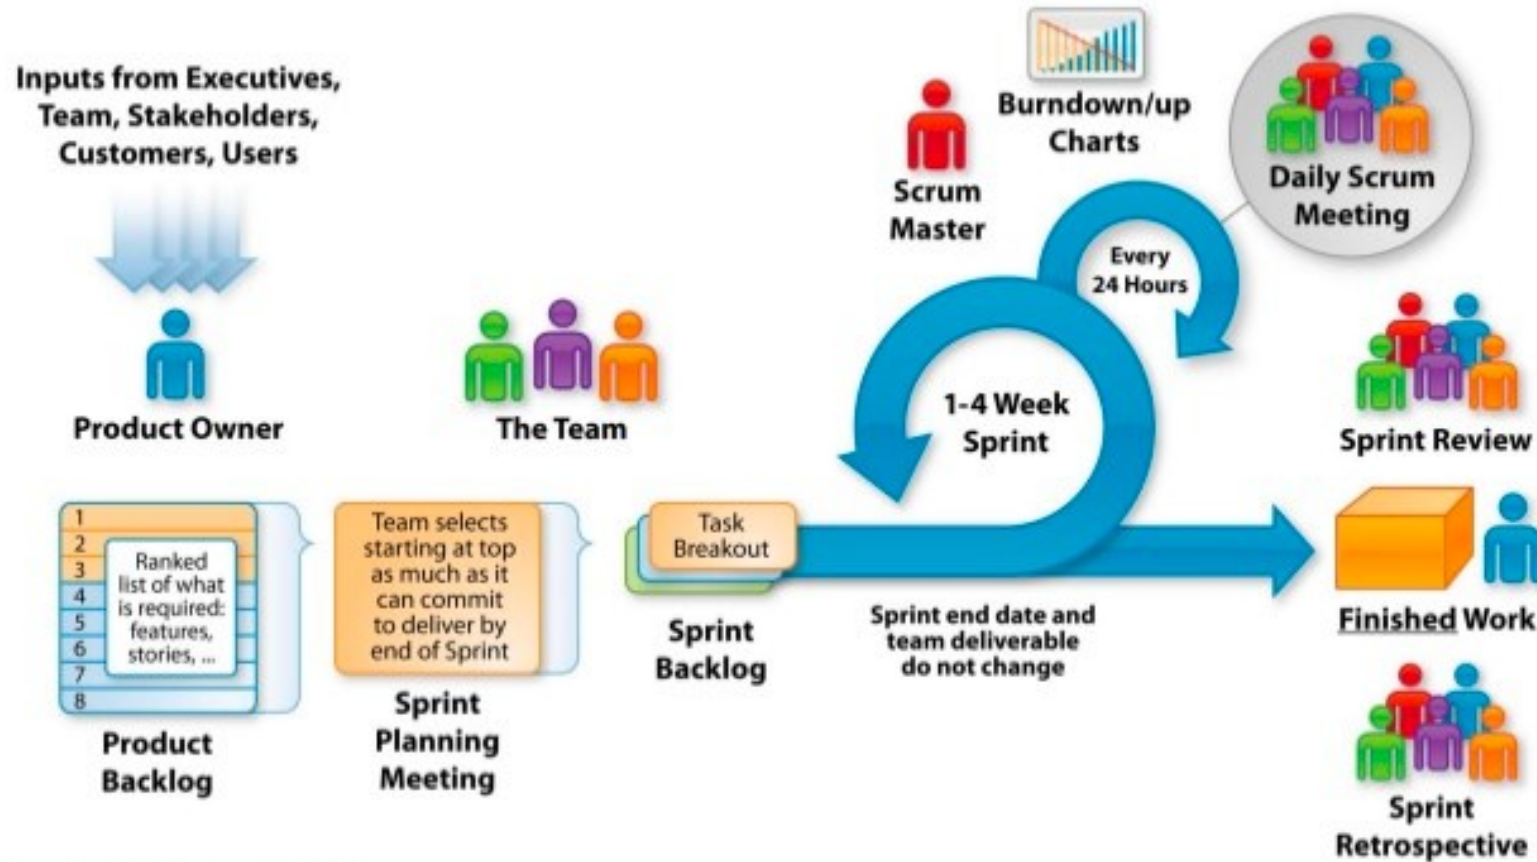 Inputs from Executives,
Team, Stakeholders,
Customers, Users
Product Owner
The Team
Scrum
Master
Burndown/up
Charts
Daily Scrum
Meeting
Every
24 Hours
1-4 Week
Sprint
Sprint Review
1
2
3
4
5
6
7
8
Ranked
list of what
is required:
features,
stories, ...
Product
Backlog
Team selects
starting at top
as much as it
can commit
to deliver by
end of Sprint
Sprint
Planning
Meeting
Task
Breakout
Sprint
Backlog
Sprint end date and
team deliverable
do not change
Finished Work
Sprint
Retrospective